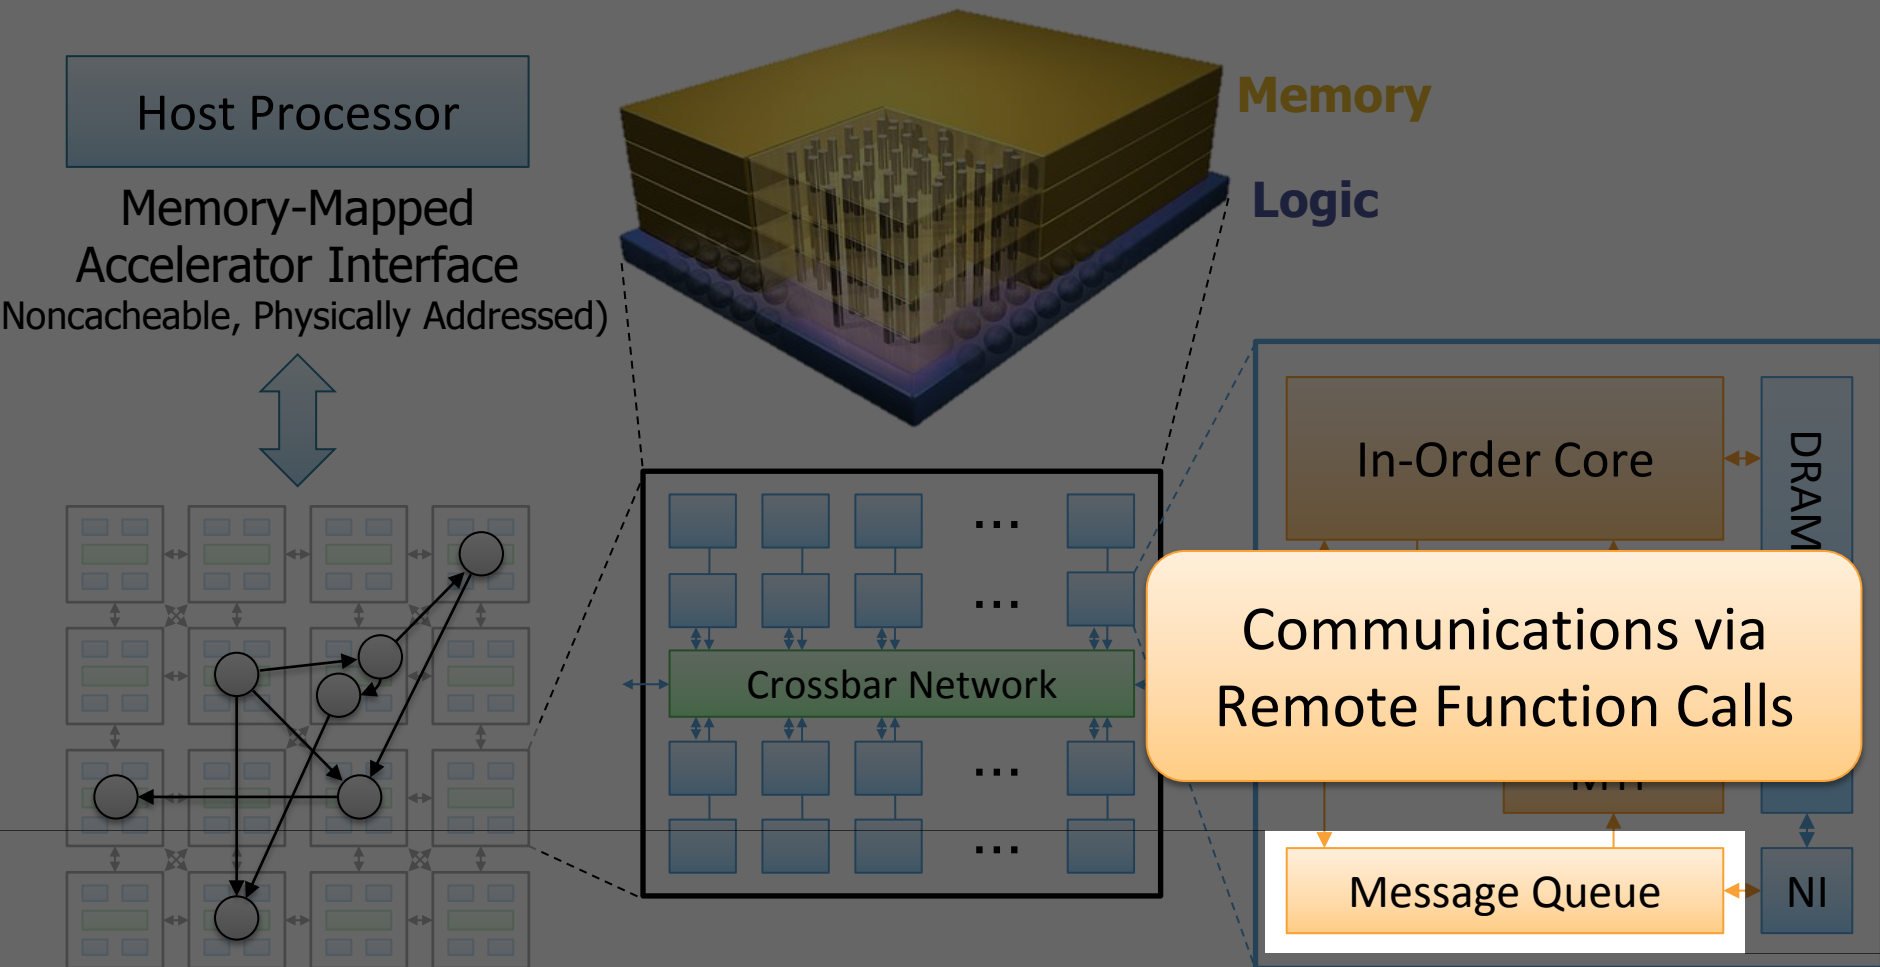 Host Processor
Memory-Mapped
Accelerator Interface
Noncacheable, Physically Addressed)
Memory
Logic
In-Order Core
DRAM
...
...
Crossbar Network
...
...
Communications via
Remote Function Calls
Message Queue
NI